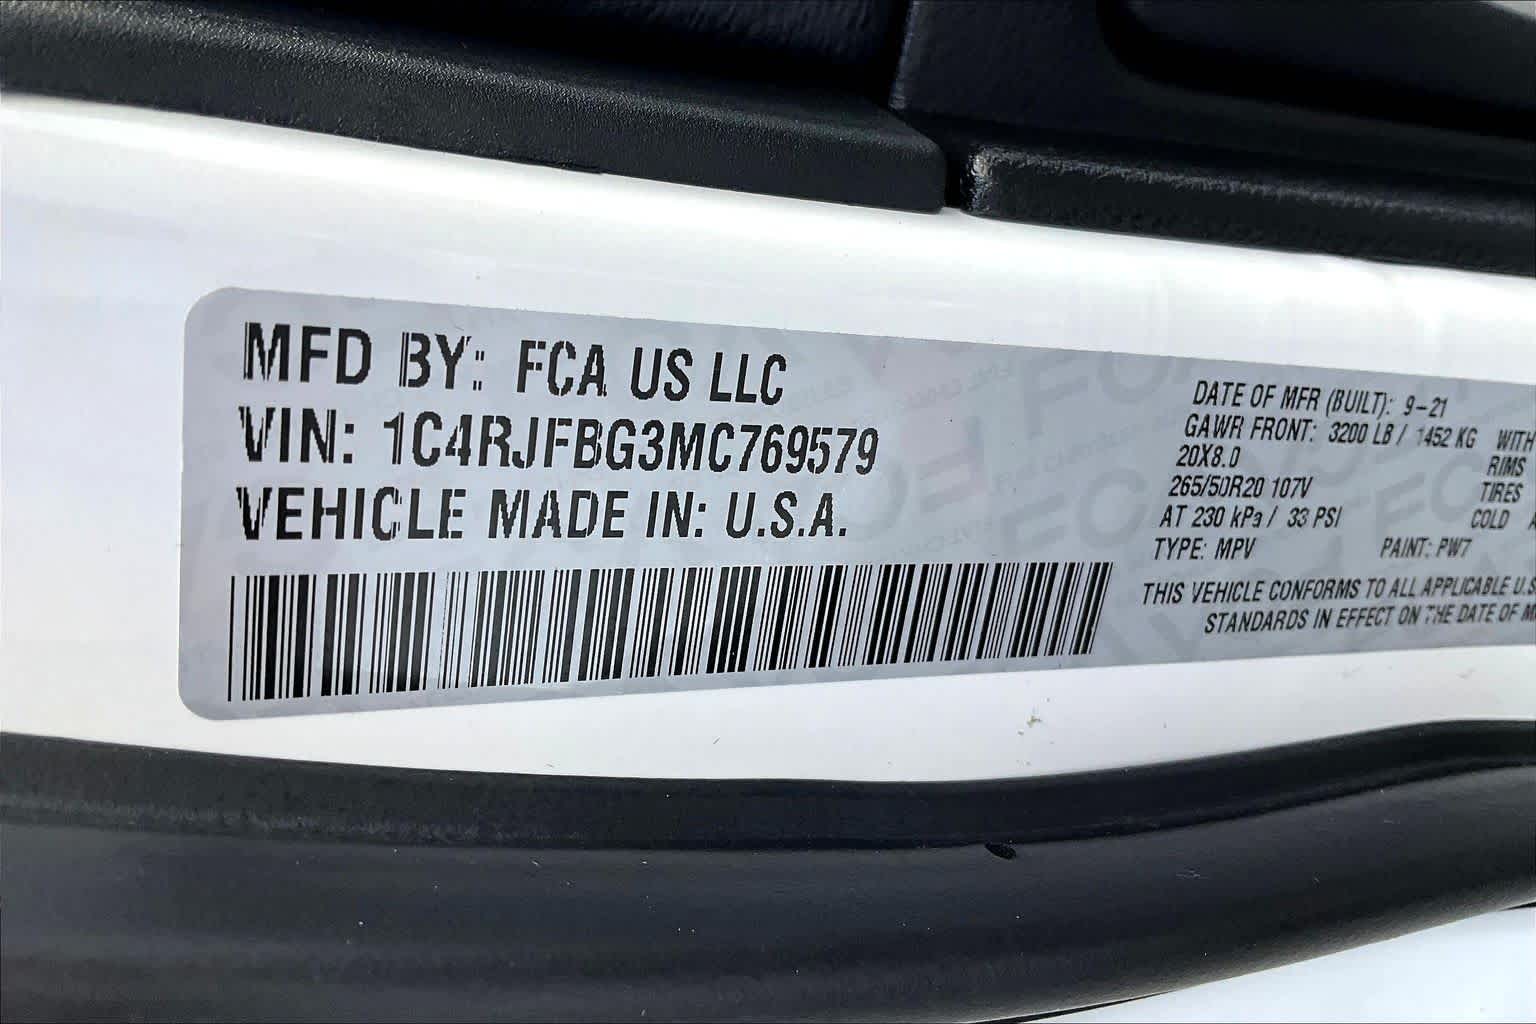 MFD BY: FCA US LLC
VIN: 1C4RJFBG3MC769579
VEHICLE MADE IN: U.S.A.
DATE OF MFR (BUILT): 9-21
GAWR FRONT: 3200 LB / 1452 KG WITH
20X8.0 RIMS
265/50R20 107V TIRES
AT 230 kPa / 33 PSI COLD
TYPE: MPV PAINT: PW7
THIS VEHICLE CONFORMS TO ALL APPLICABLE U.S
STANDARDS IN EFFECT ON THE DATE OF M